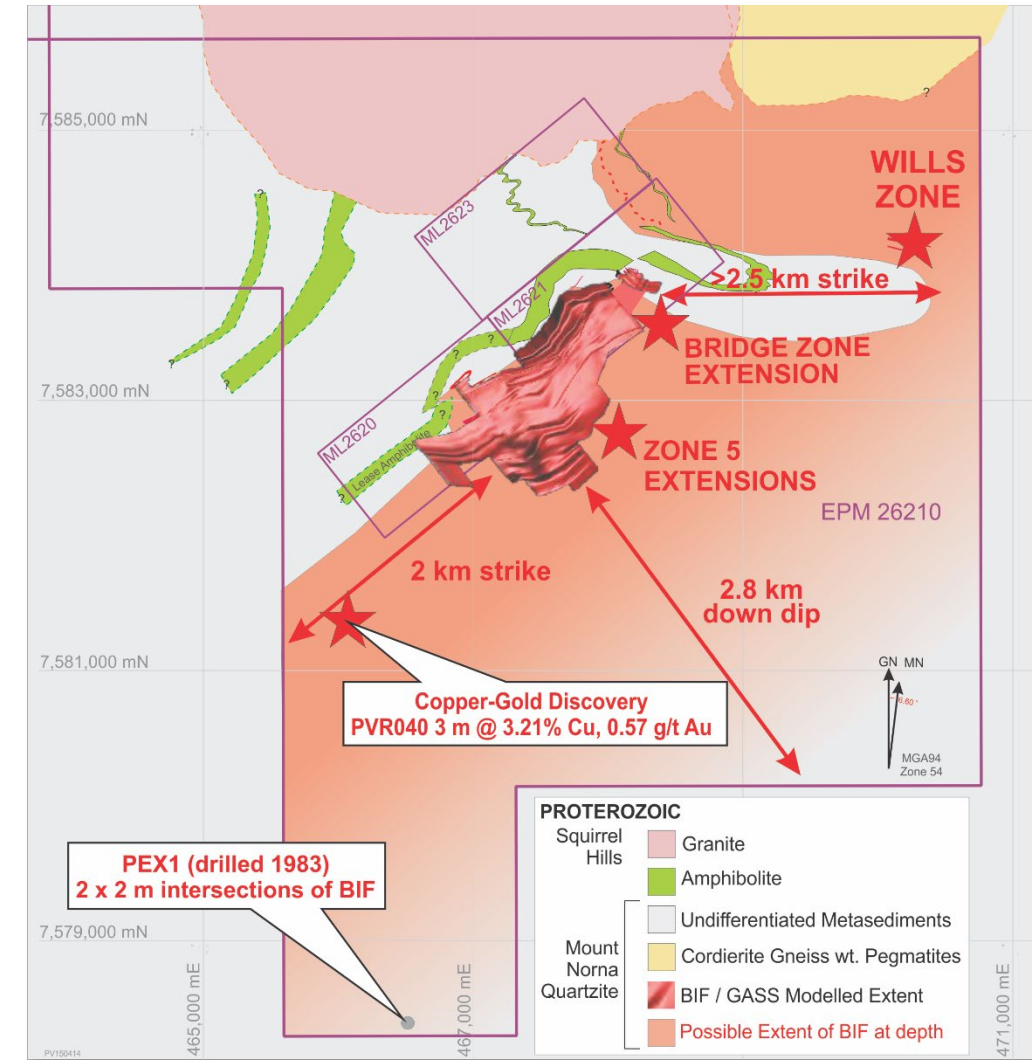 7,585,000 mN
?
WILLS
ZONE
ML2623
?
?
ML2621
>2.5 km strike
?
BRIDGE ZONE
EXTENSION
?
?
7,583,000 mN
?
?
ML2620
Lease Amphibolite
ZONE 5
EXTENSIONS
?
EPM 26210
2 km strike
2.8 km
down dip
7,581,000 mN
GN MN
6.60 °
Copper-Gold Discovery
PVR040 3 m @ 3.21% Cu, 0.57 g/t Au
MGA94
Zone 54
PEX1 (drilled 1983)
2 x 2 m intersections of BIF
PROTEROZOIC
Squirrel
Hills
Granite
Amphibolite
Mount
Norna
Quartzite
Undifferentiated Metasediments
Cordierite Gneiss wt. Pegmatites
BIF / GASS Modelled Extent
Possible Extent of BIF at depth
7,579,000 mN
465,000 mE
467,000 mE
471,000 mE
PV150414